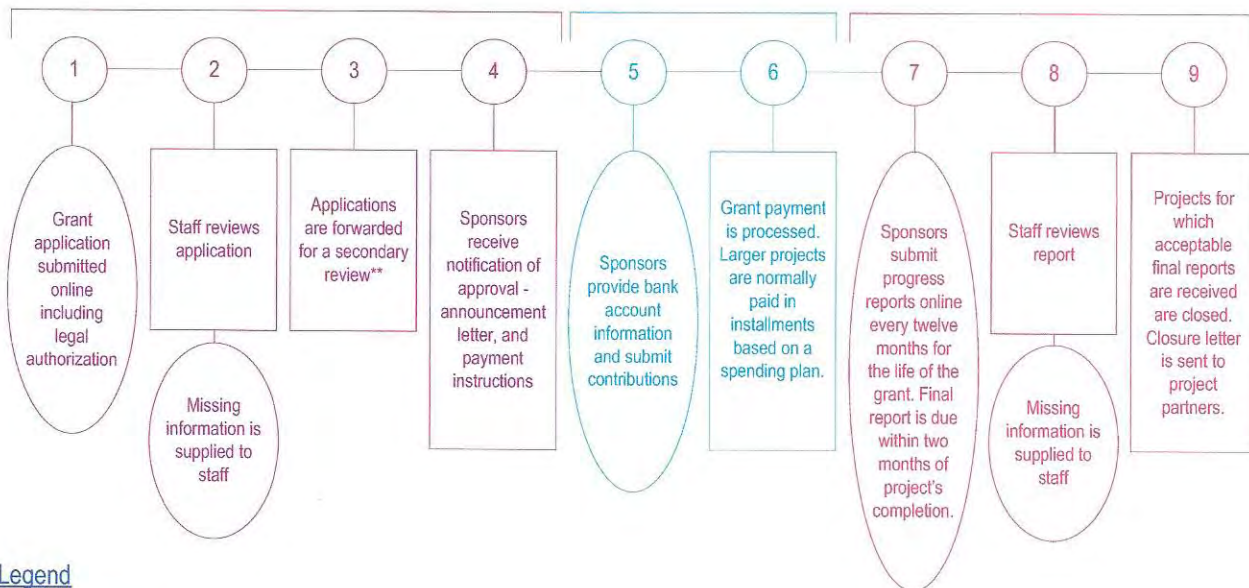 1
2
3
4
5
6
7
8
9
Grant
application
submitted
online
including
legal
authorization
Staff reviews
application
Missing
information is
supplied to
staff
Applications
are forwarded
for a secondary
review**
Sponsors
receive
notification of
approval -
announcement
letter, and
payment
instructions
Sponsors
provide bank
account
information
and submit
contributions
Grant payment
is processed.
Larger projects
are normally
paid in
installments
based on a
spending plan.
Sponsors
submit
progress
reports online
every twelve
months for
the life of the
grant. Final
report is due
within two
months of
project's
completion.
Staff reviews
report
Missing
information is
supplied to
staff
Projects for
which
acceptable
final reports
are received
are closed.
Closure letter
is sent to
project
partners.
Legend